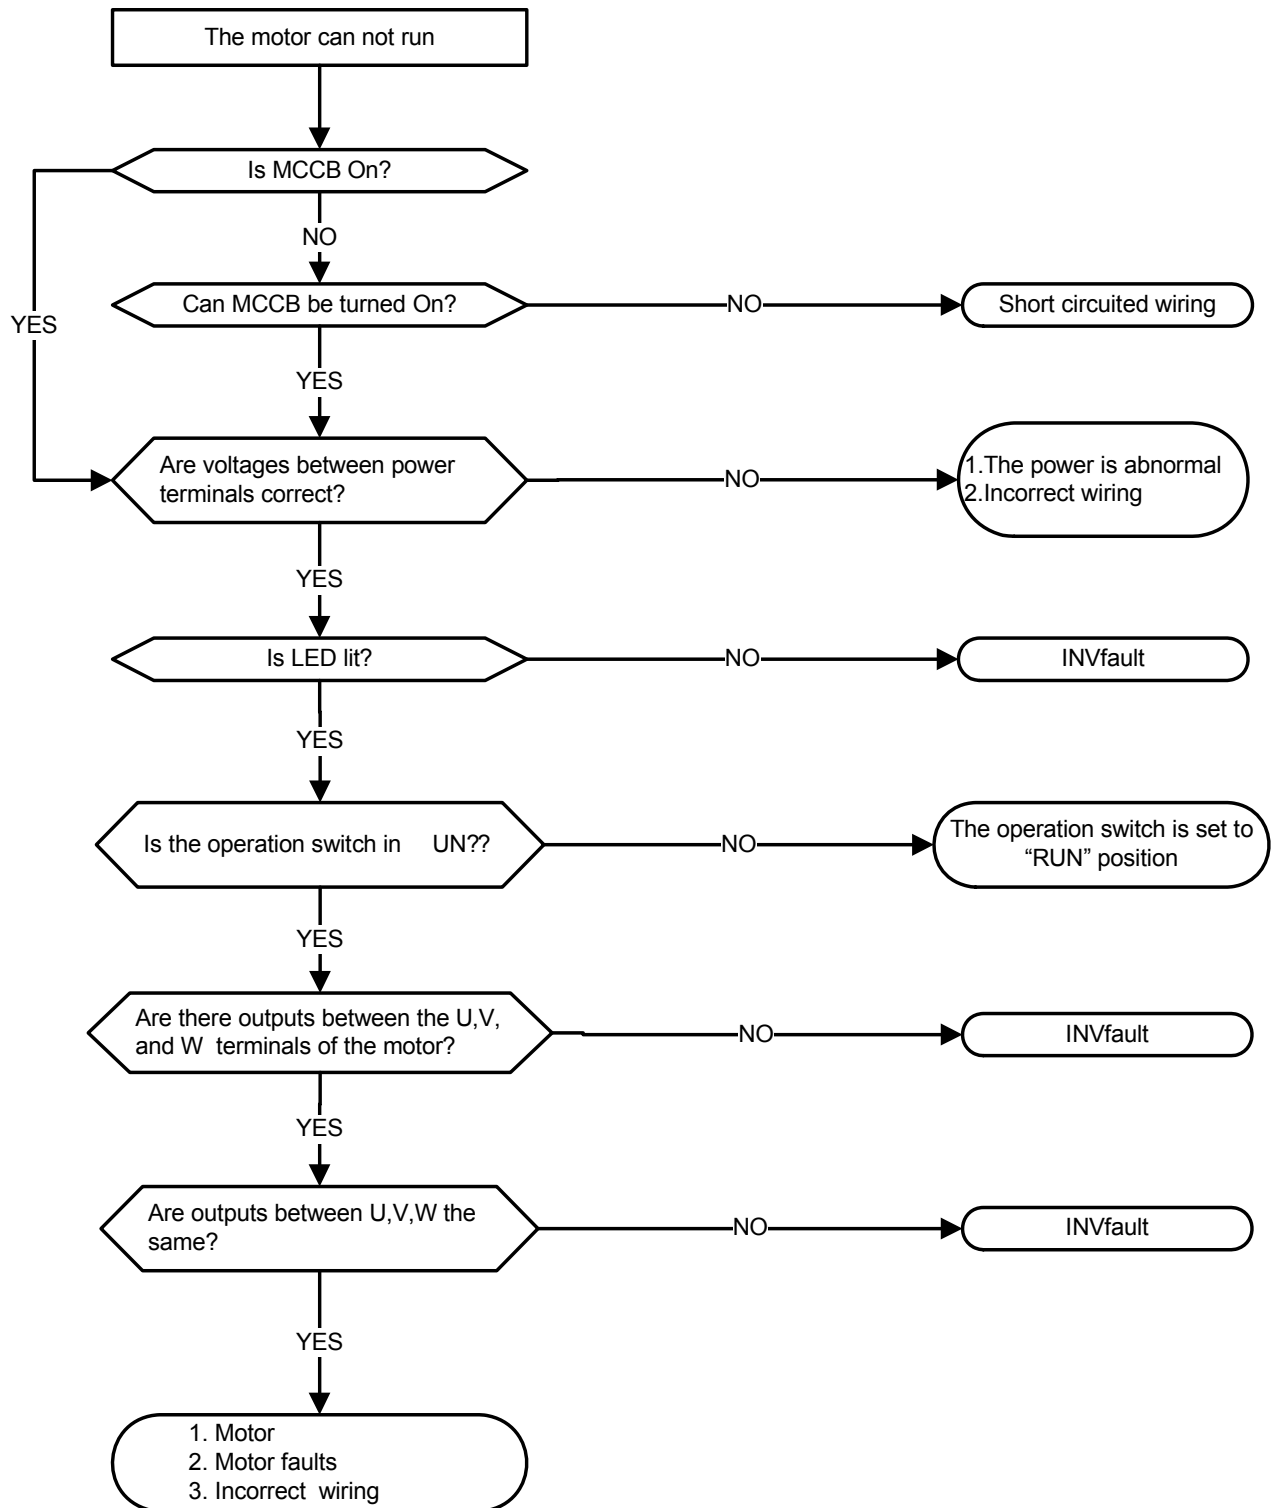 The motor can not run
Is MCCB On?
NO
Can MCCB be turned On?
NO
Short circuited wiring
YES
YES
Are voltages between power
terminals correct?
NO
1.The power is abnormal
2.Incorrect wiring
YES
Is LED lit?
NO
INVfault
YES
Is the operation switch in UN??
NO
The operation switch is set to
“RUN” position
YES
Are there outputs between the U,V,
and W terminals of the motor?
NO
INVfault
YES
Are outputs between U,V,W the
same?
NO
INVfault
YES
1. Motor
2. Motor faults
3. Incorrect wiring